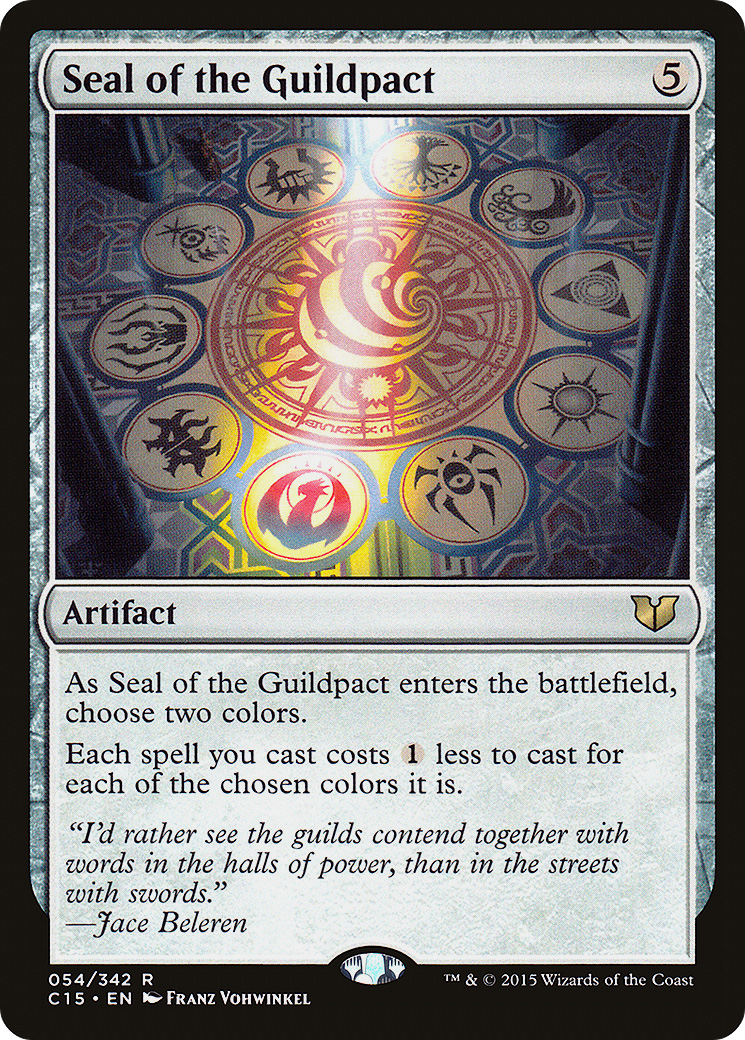 Seal of the Guildpact 5
Artifact
As Seal of the Guildpact enters the battlefield,
choose two colors.
Each spell you cast costs 1 less to cast for
each of the chosen colors it is.
“I’d rather see the guilds contend together with
words in the halls of power, than in the streets
with swords.”
—Jace Beleren
054/342 R
C15 • EN Franz Vohwinkel
™ & © 2015 Wizards of the Coast